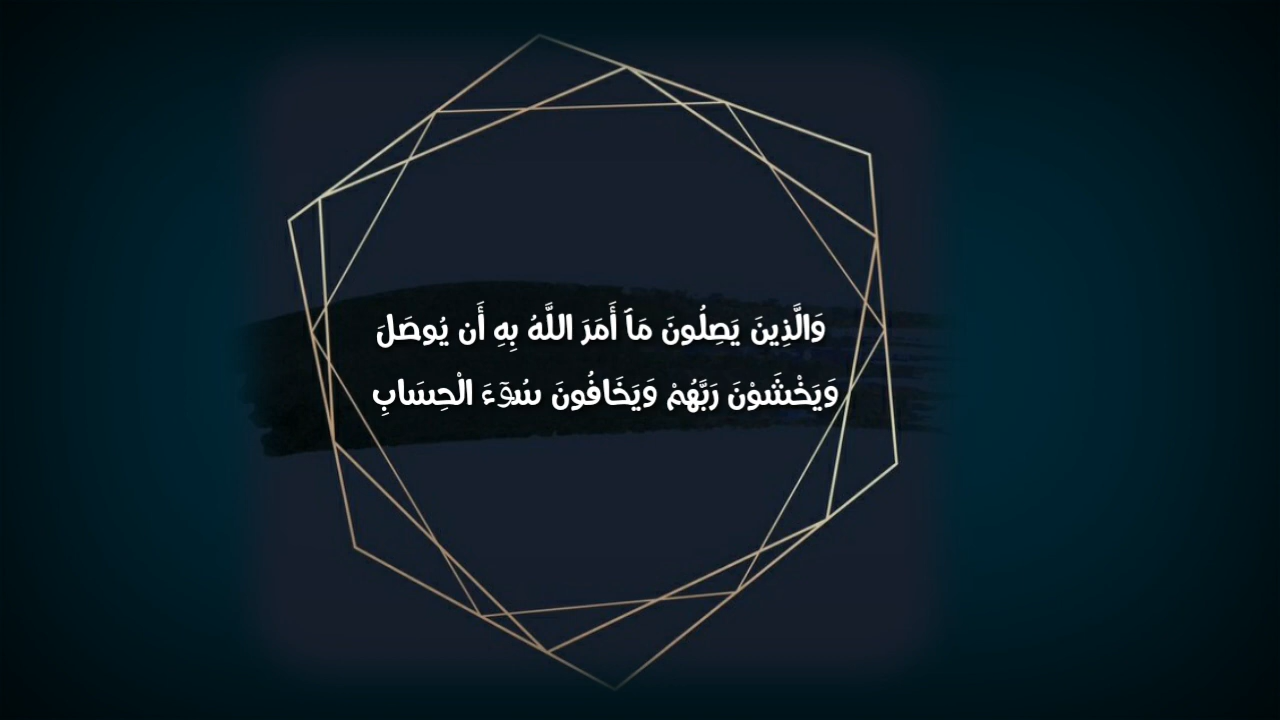 وَالَّذِينَ يَصِلُونَ مَآ أَمَرَ اللَّهُ بِهِ أَن يُوصَلَ
وَيَخْشَوْنَ رَبَّهُمْ وَيَخَافُونَ سُوٓءَ الْحِسَابِ